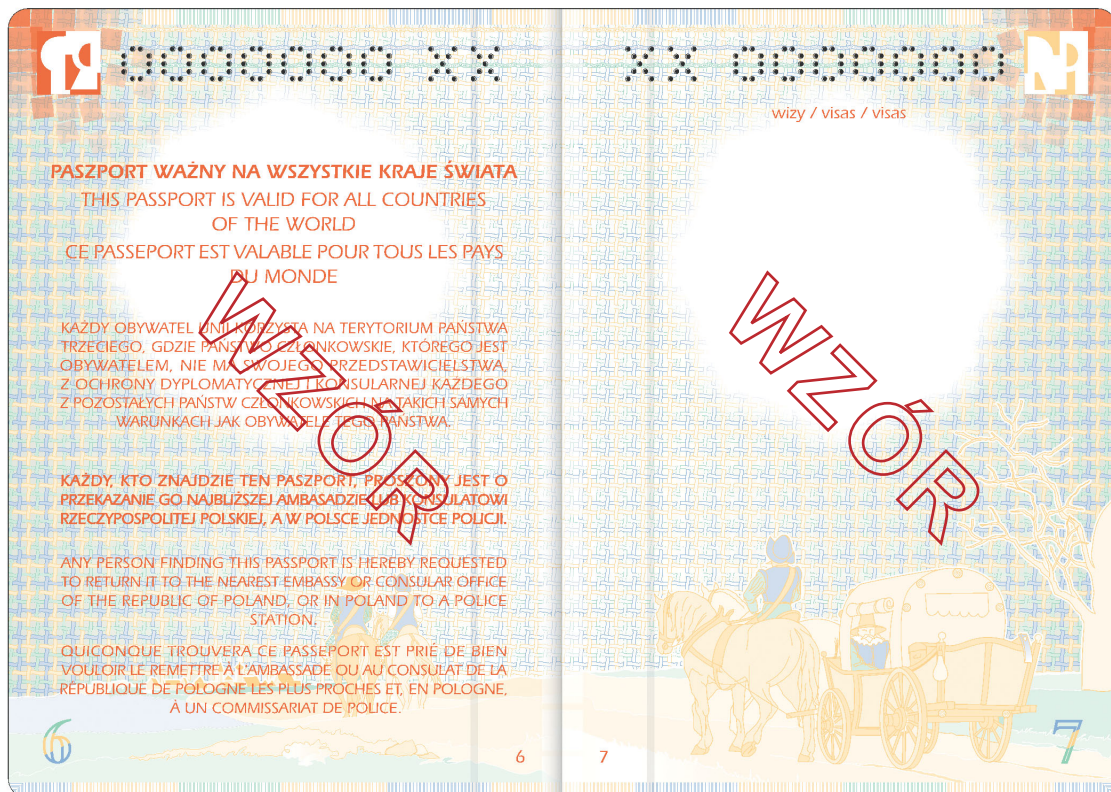 0000000 XX
PASZPORT WAŻNY NA WSZYSTKIE KRAJE ŚWIATA
THIS PASSPORT IS VALID FOR ALL COUNTRIES
OF THE WORLD
CE PASSEPORT EST VALABLE POUR TOUS LES PAYS
DU MONDE
KAŻDY OBYWATEL UNII KORZYSTA NA TERYTORIUM PAŃSTWA
TRZECIEGO, GDZIE PAŃSTWO CZŁONKOWSKIE, KTÓREGO JEST
OBYWATELEM, NIE MA SWOJEGO PRZEDSTAWICIELSTWA,
Z OCHRONY DYPLOMATYCZNEJ I KONSULARNEJ KAŻDEGO
Z POZOSTAŁYCH PAŃSTW CZŁONKOWSKICH NA TAKICH SAMYCH
WARUNKACH JAK OBYWATELE TEGO PAŃSTWA.
KAŻDY, KTO ZNAJDZIE TEN PASZPORT, PROSZONY JEST O
PRZEKAZANIE GO NAJBLIŻSZEJ AMBASADZIE LUB KONSULATOWI
RZECZYPOSPOLITEJ POLSKIEJ, A W POLSCE JEDNOSTCE POLICJI.
ANY PERSON FINDING THIS PASSPORT IS HEREBY REQUESTED
TO RETURN IT TO THE NEAREST EMBASSY OR CONSULAR OFFICE
OF THE REPUBLIC OF POLAND, OR IN POLAND TO A POLICE
STATION.
QUICONQUE TROUVERA CE PASSEPORT EST PRIÉ DE BIEN
VOULOIR LE REMETTRE À L'AMBASSADE OU AU CONSULAT DE LA
RÉPUBLIQUE DE POLOGNE LES PLUS PROCHES ET, EN POLOGNE,
À UN COMMISSARIAT DE POLICE.
WZÓR
6
6
XX 0000000
wizy / visas / visas
WZÓR
7
7